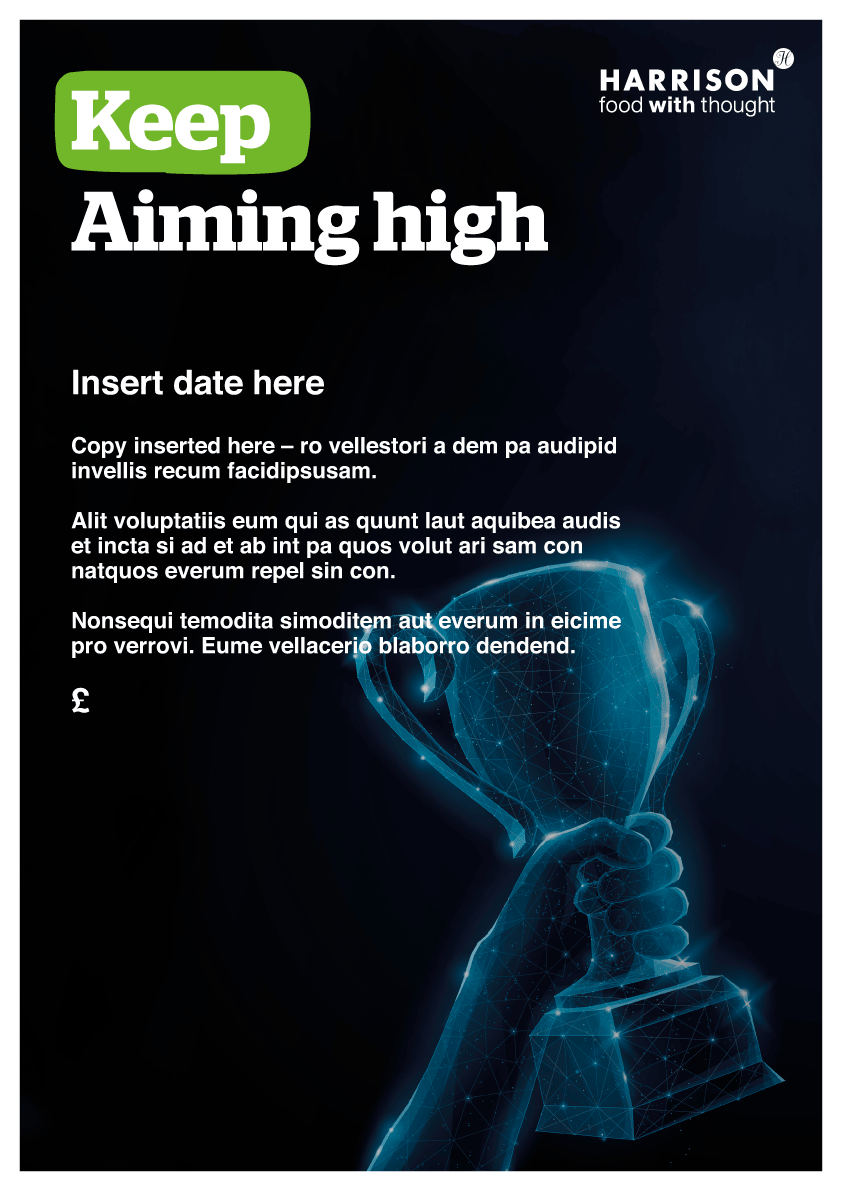 Keep
HARRISON
food with thought
Aiming high
Insert date here
Copy inserted here – ro vellestori a dem pa audipid
invellis recum facidipsusam.
Alit voluptatiis eum qui as quunt laut aquibea audis
et incta si ad et ab int pa quos volut ari sam con
natquos everum repel sin con.
Nonsequi temodita simoditem aut everum in eicime
pro verrovi. Eume vellacerio blaborro dendend.
£